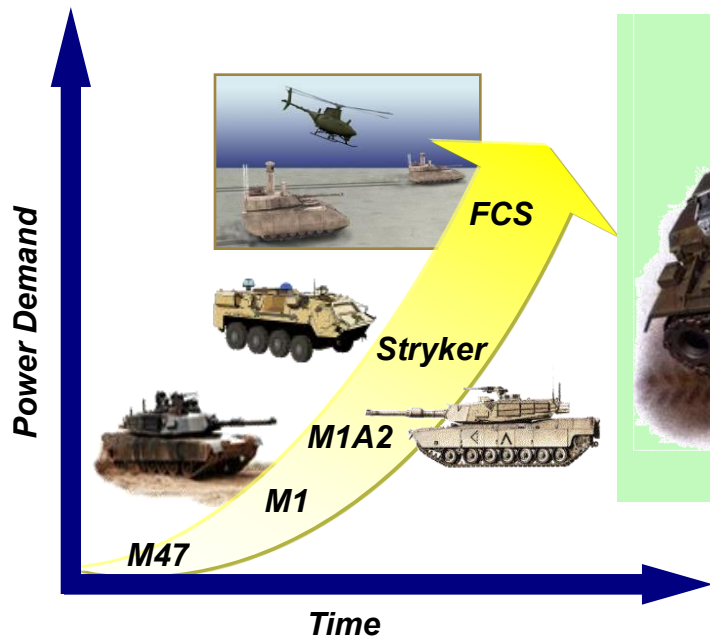 FCS
Stryker
M1A2
M1
M47
Power Demand
Time